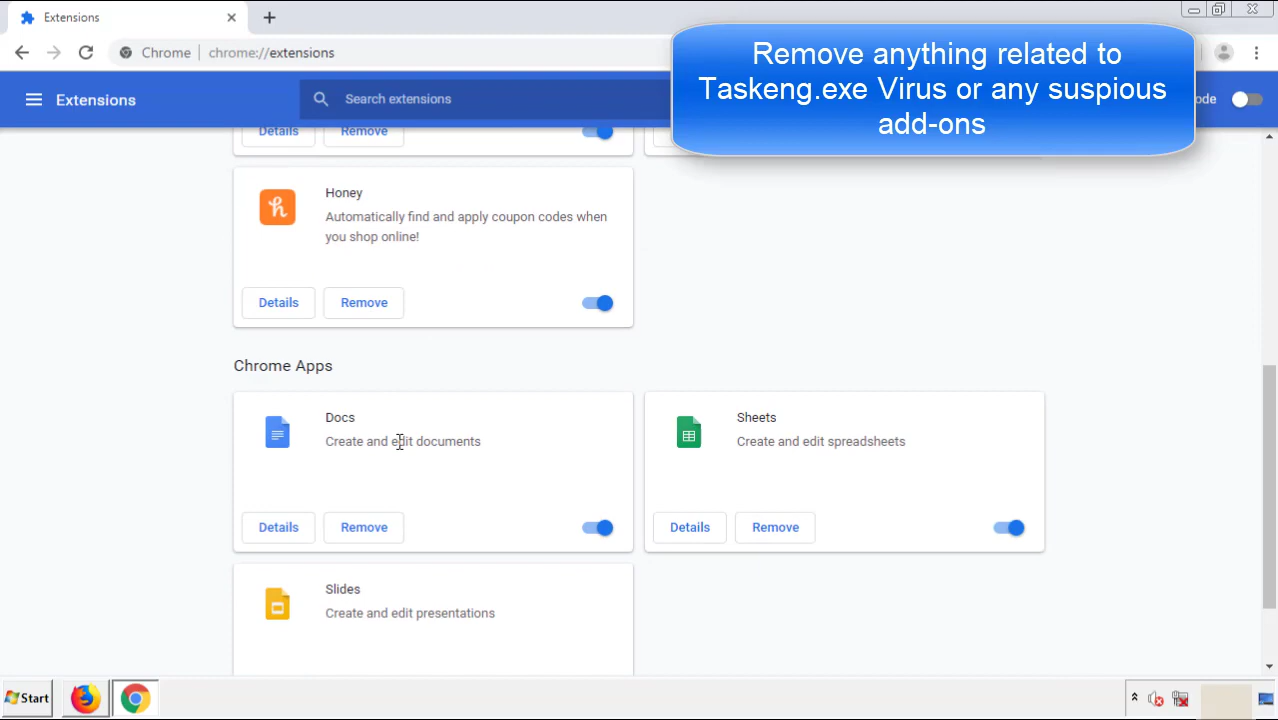 Extensions
Chrome chrome://extensions
Remove anything related to
Taskeng.exe Virus or any suspious
add-ons
Extensions
Search extensions
ode
Details Remove
Honey
Automatically find and apply coupon codes when
you shop online!
Details Remove
Chrome Apps
Docs
Create and edit documents
Details Remove
Sheets
Create and edit spreadsheets
Details Remove
Slides
Create and edit presentations
Start